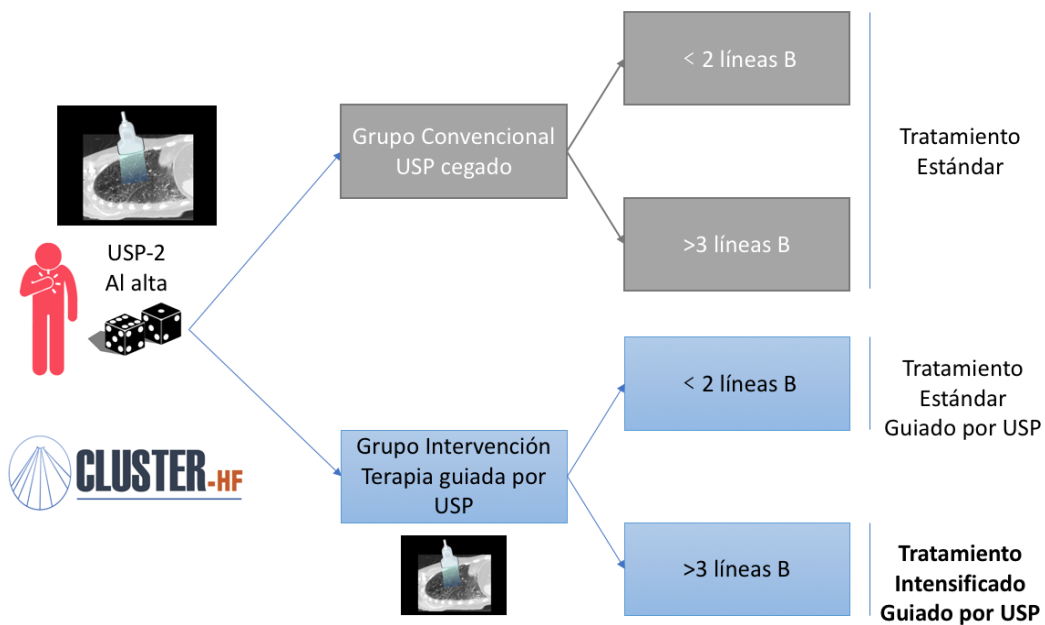 USP-2
Al alta
CLUSTER-HF
Grupo Convencional
USP cegado
< 2 líneas B
>3 líneas B
Tratamiento
Estándar
Grupo Intervención
Terapia guiada por
USP
< 2 líneas B
Tratamiento
Estándar
Guiado por USP
>3 líneas B
Tratamiento
Intensificado
Guiado por USP